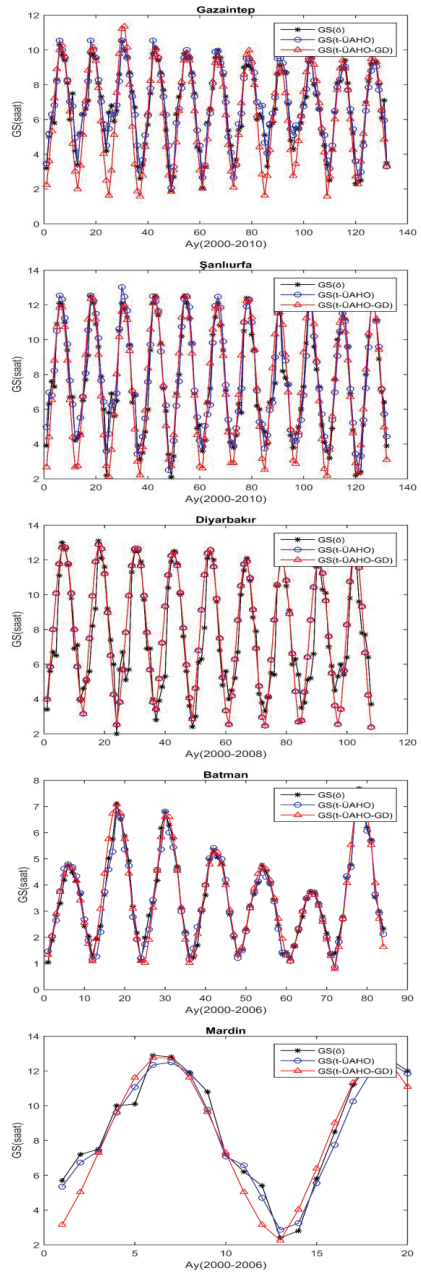 Gazaintep
GS(ö)
GS(t-ÜAHO)
GS(t-ÜAHO-GD)
GS(saat)
12
10
8
6
4
2
0
0 20 40 60 80 100 120 140
Ay(2000-2010)
Şanlıurfa
GS(ö)
GS(t-ÜAHO)
GS(t-ÜAHO-GD)
GS(saat)
14
12
10
8
6
4
2
0 20 40 60 80 100 120 140
Ay(2000-2010)
Diyarbakır
GS(ö)
GS(t-ÜAHO)
GS(t-ÜAHO-GD)
GS(saat)
14
12
10
8
6
4
2
0 20 40 60 80 100 120
Ay(2000-2008)
Batman
GS(ö)
GS(t-ÜAHO)
GS(t-ÜAHO-GD)
GS(saat)
8
7
6
5
4
3
2
1
0
0 10 20 30 40 50 60 70 80 90
Ay(2000-2006)
Mardin
GS(ö)
GS(t-ÜAHO)
GS(t-ÜAHO-GD)
GS(saat)
14
12
10
8
6
4
2
0 5 10 15 20
Ay(2000-2006)